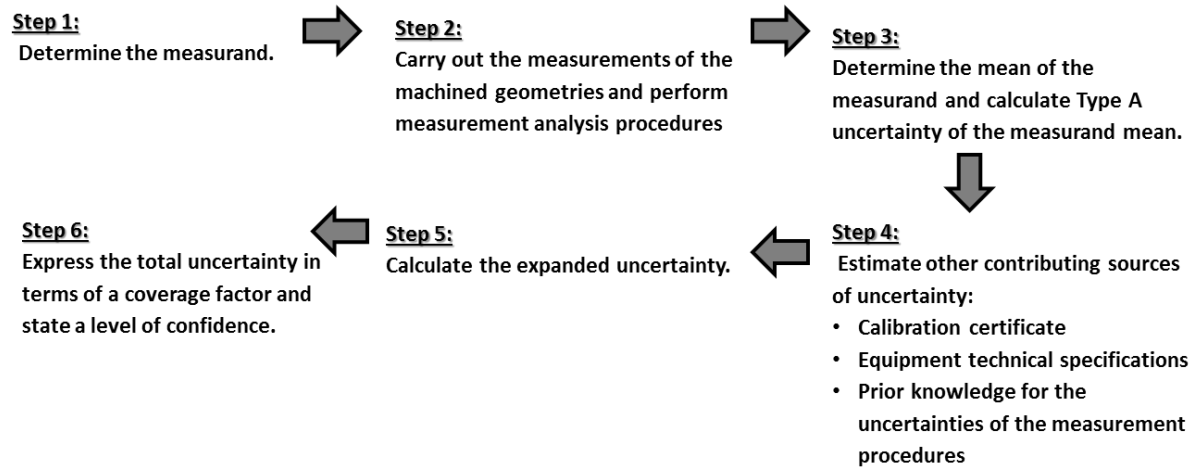 Step 1:
Determine the measurand.
Step 2:
Carry out the measurements of the
machined geometries and perform
measurement analysis procedures
Step 3:
Determine the mean of the
measurand and calculate Type A
uncertainty of the measurand mean.
Step 4:
Estimate other contributing sources
of uncertainty:
• Calibration certificate
• Equipment technical specifications
• Prior knowledge for the
uncertainties of the measurement
procedures
Step 5:
Calculate the expanded uncertainty.
Step 6:
Express the total uncertainty in
terms of a coverage factor and
state a level of confidence.